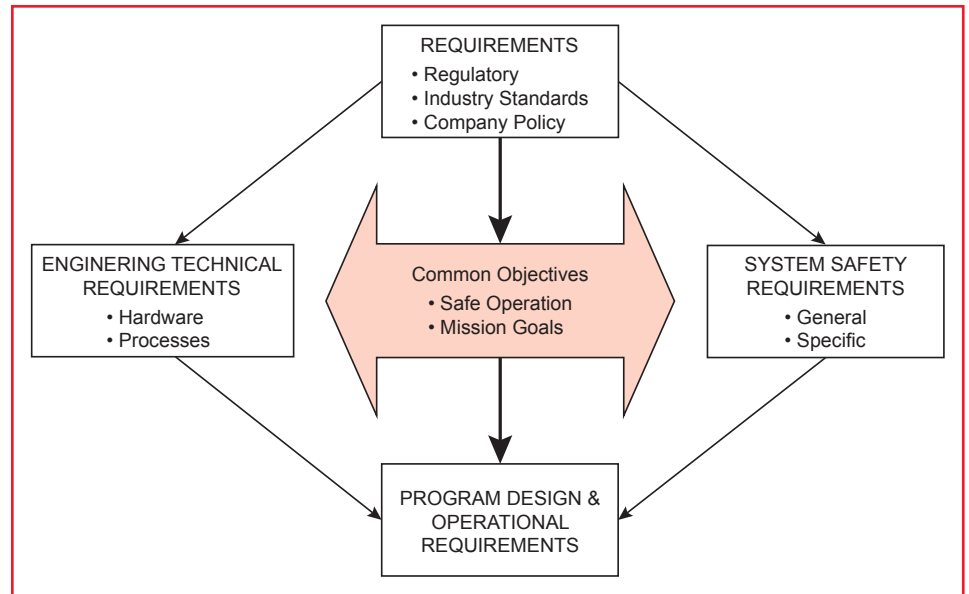 REQUIREMENTS
• Regulatory
• Industry Standards
• Company Policy
ENGINERING TECHNICAL
REQUIREMENTS
• Hardware
• Processes
Common Objectives
• Safe Operation
• Mission Goals
SYSTEM SAFETY
REQUIREMENTS
• General
• Specific
PROGRAM DESIGN &
OPERATIONAL
REQUIREMENTS